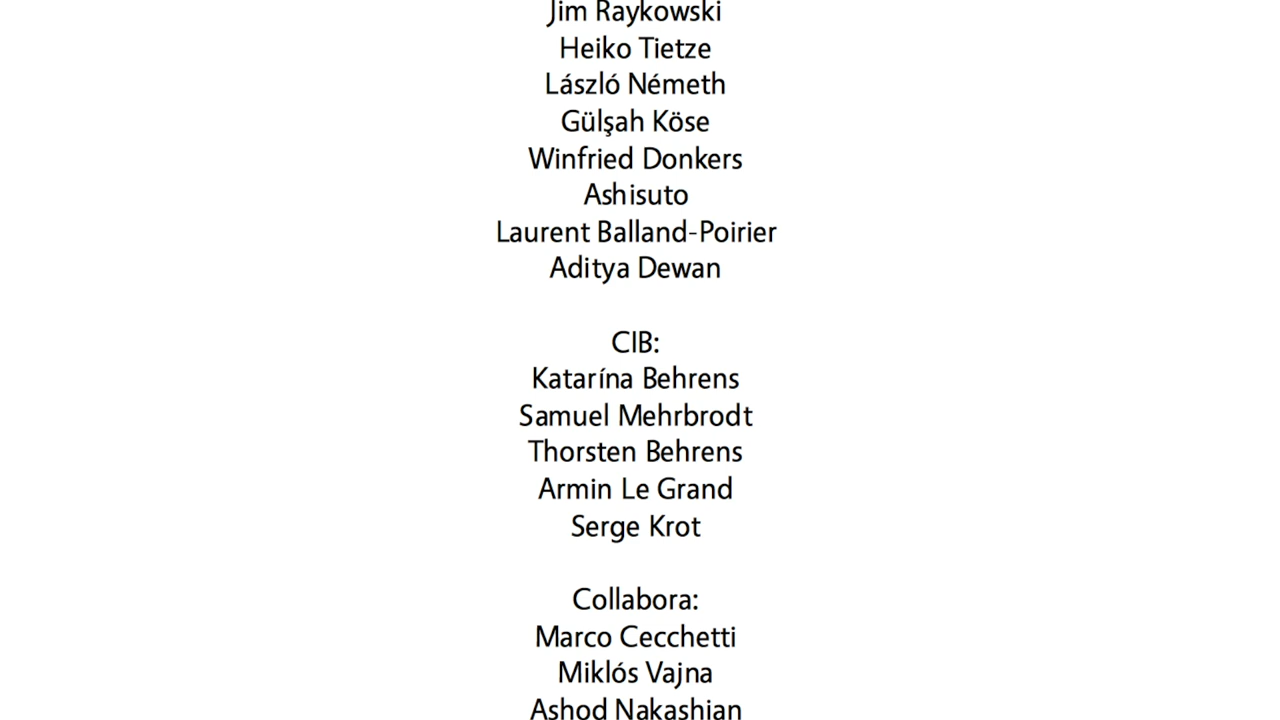 Jim Raykowski
Heiko Tietze
László Németh
Gülşah Köse
Winfried Donkers
Ashisuto
Laurent Balland-Poirier
Aditya Dewan
CIB:
Katarína Behrens
Samuel Mehrbrodt
Thorsten Behrens
Armin Le Grand
Serge Krot
Collabora:
Marco Cecchetti
Miklós Vajna
Ashod Nakashian